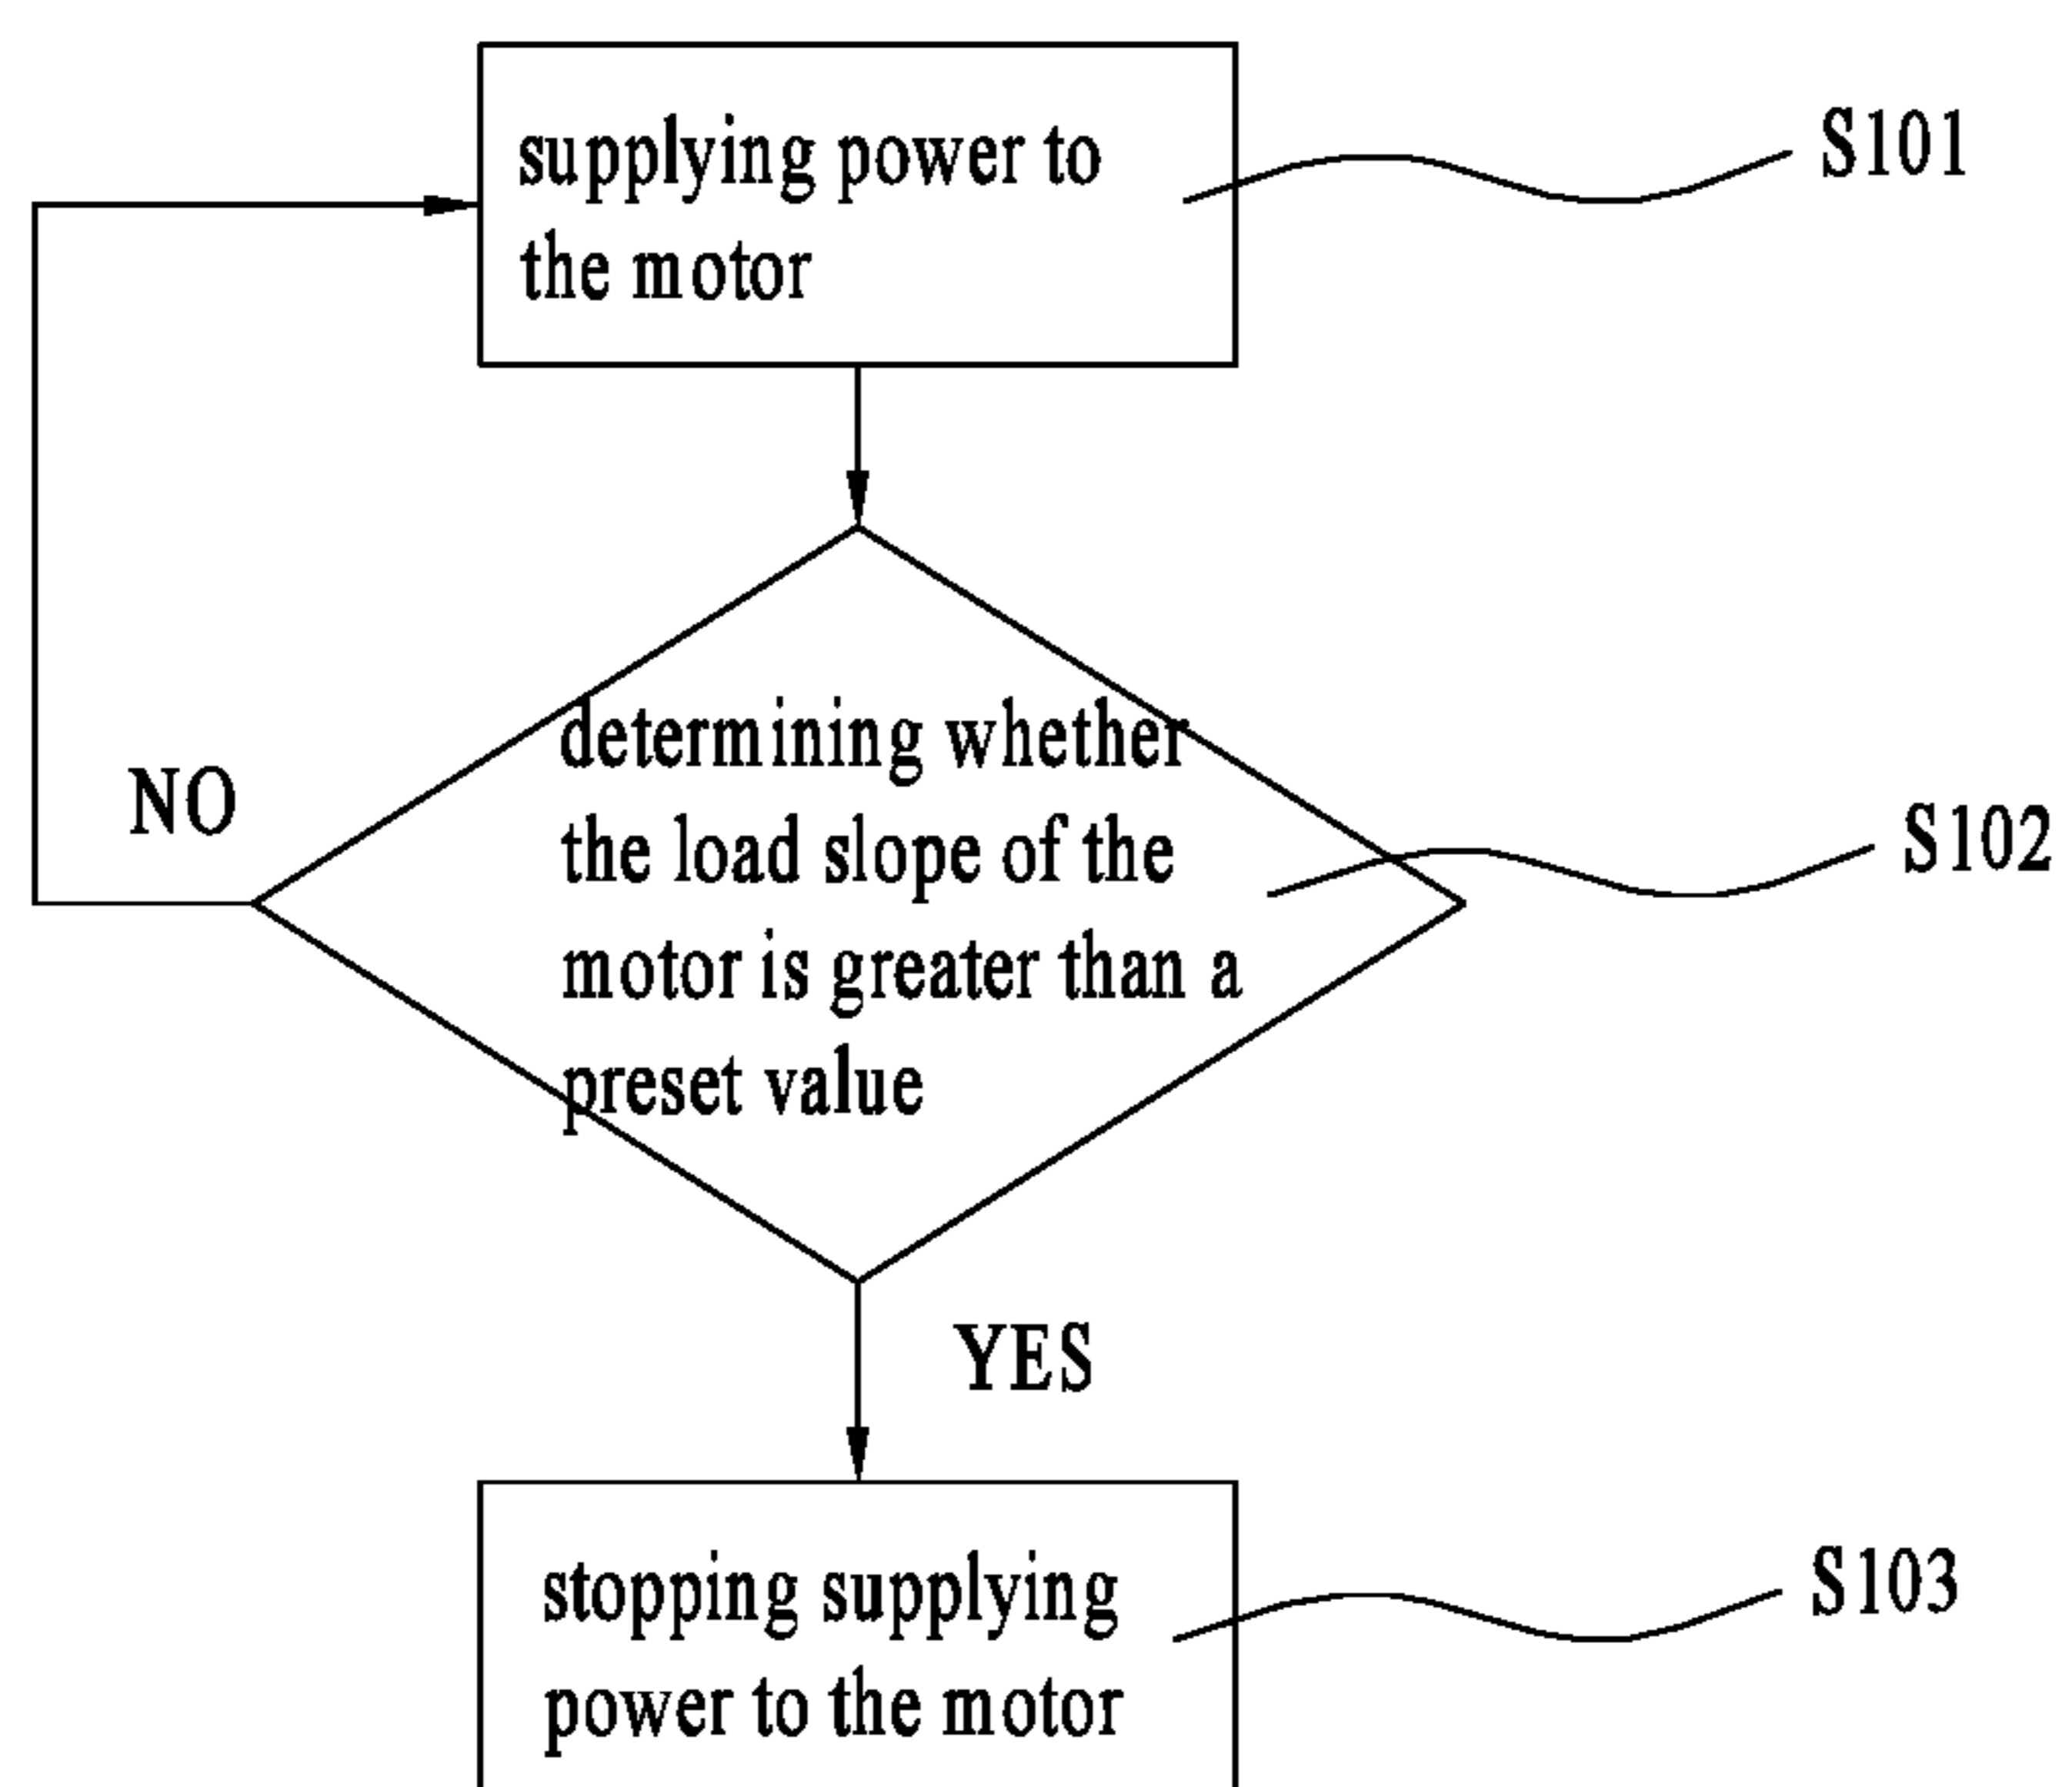 supplying power to
the motor
S101
determining whether
the load slope of the
motor is greater than a
preset value
NO
S102
YES
stopping supplying
power to the motor
S103